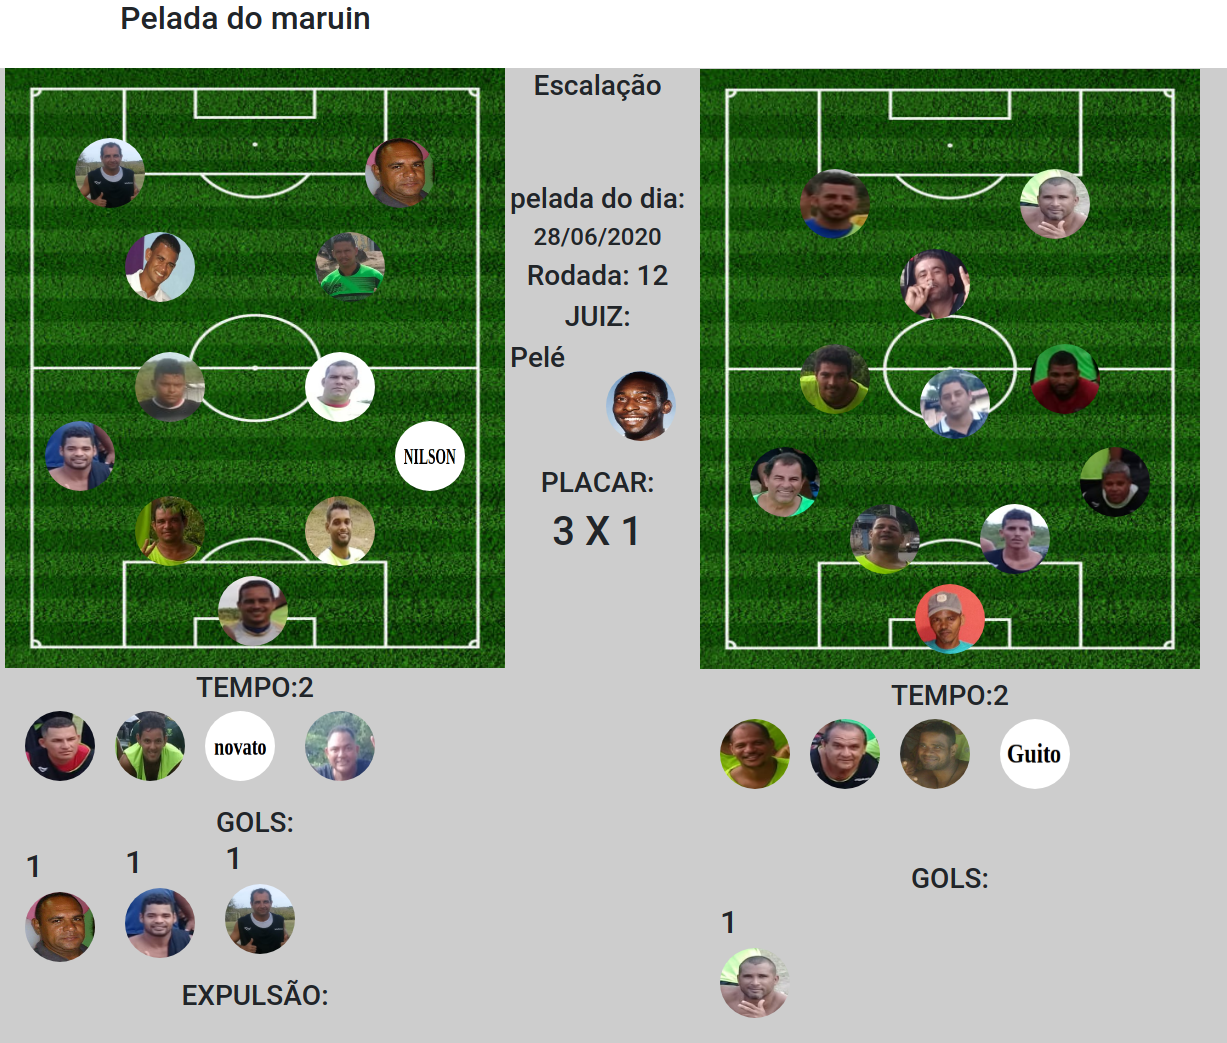 Pelada do maruin
Escalação
pelada do dia:
28/06/2020
Rodada: 12
JUIZ:
Pelé
PLACAR:
3 X 1
NILSON
TEMPO:2
novato
GOLS:
1 1 1
EXPULSÃO:
TEMPO:2
Guito
GOLS:
1